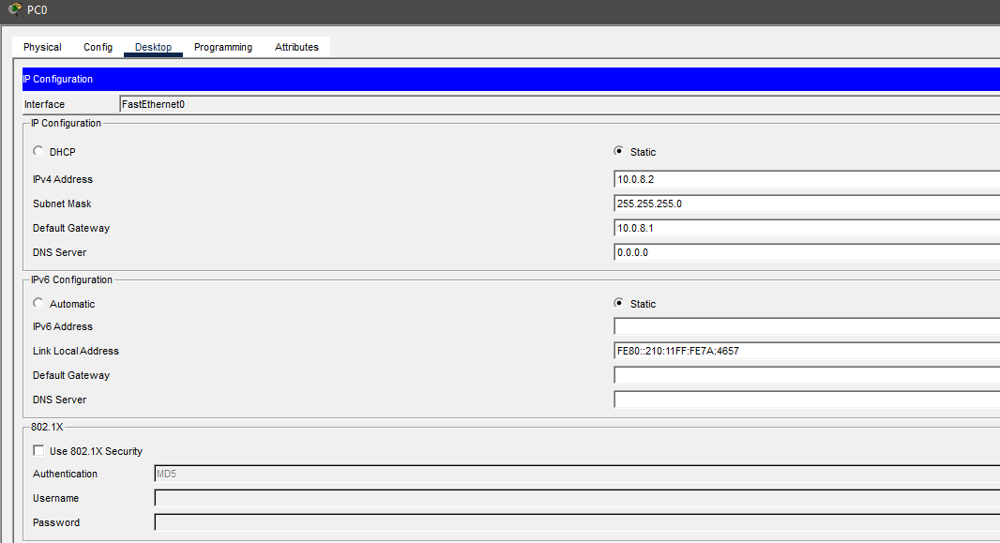 PC0
Physical Config Desktop Programming Attributes
IP Configuration
Interface FastEthernet0
IP Configuration
DHCP Static
IPv4 Address 10.0.8.2
Subnet Mask 255.255.255.0
Default Gateway 10.0.8.1
DNS Server 0.0.0.0
IPv6 Configuration
Automatic Static
IPv6 Address
Link Local Address FE80::210:11FF:FE7A:4657
Default Gateway
DNS Server
802.1X
Use 802.1X Security
Authentication MD5
Username
Password